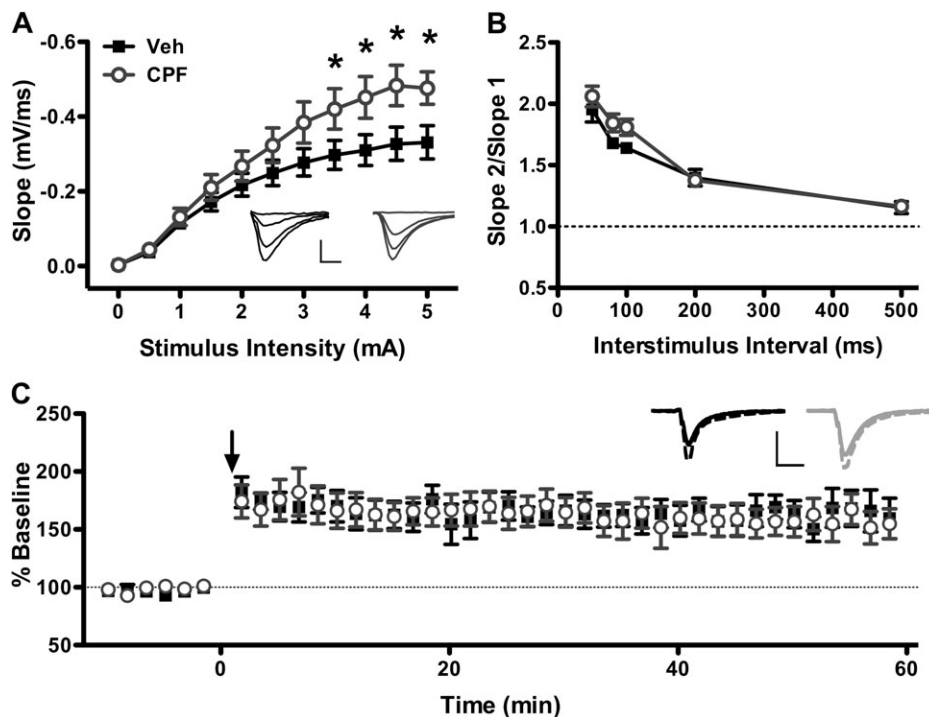 A
Veh
CPF
* * * *
-0.6
-0.4
-0.2
0.0
Slope (mV/ms)
0 1 2 3 4 5
Stimulus Intensity (mA)
B
2.5
2.0
1.5
1.0
0.5
Slope 2/Slope 1
0 100 200 300 400 500
Interstimulus Interval (ms)
C
250
200
150
100
50
% Baseline
0 20 40 60
Time (min)